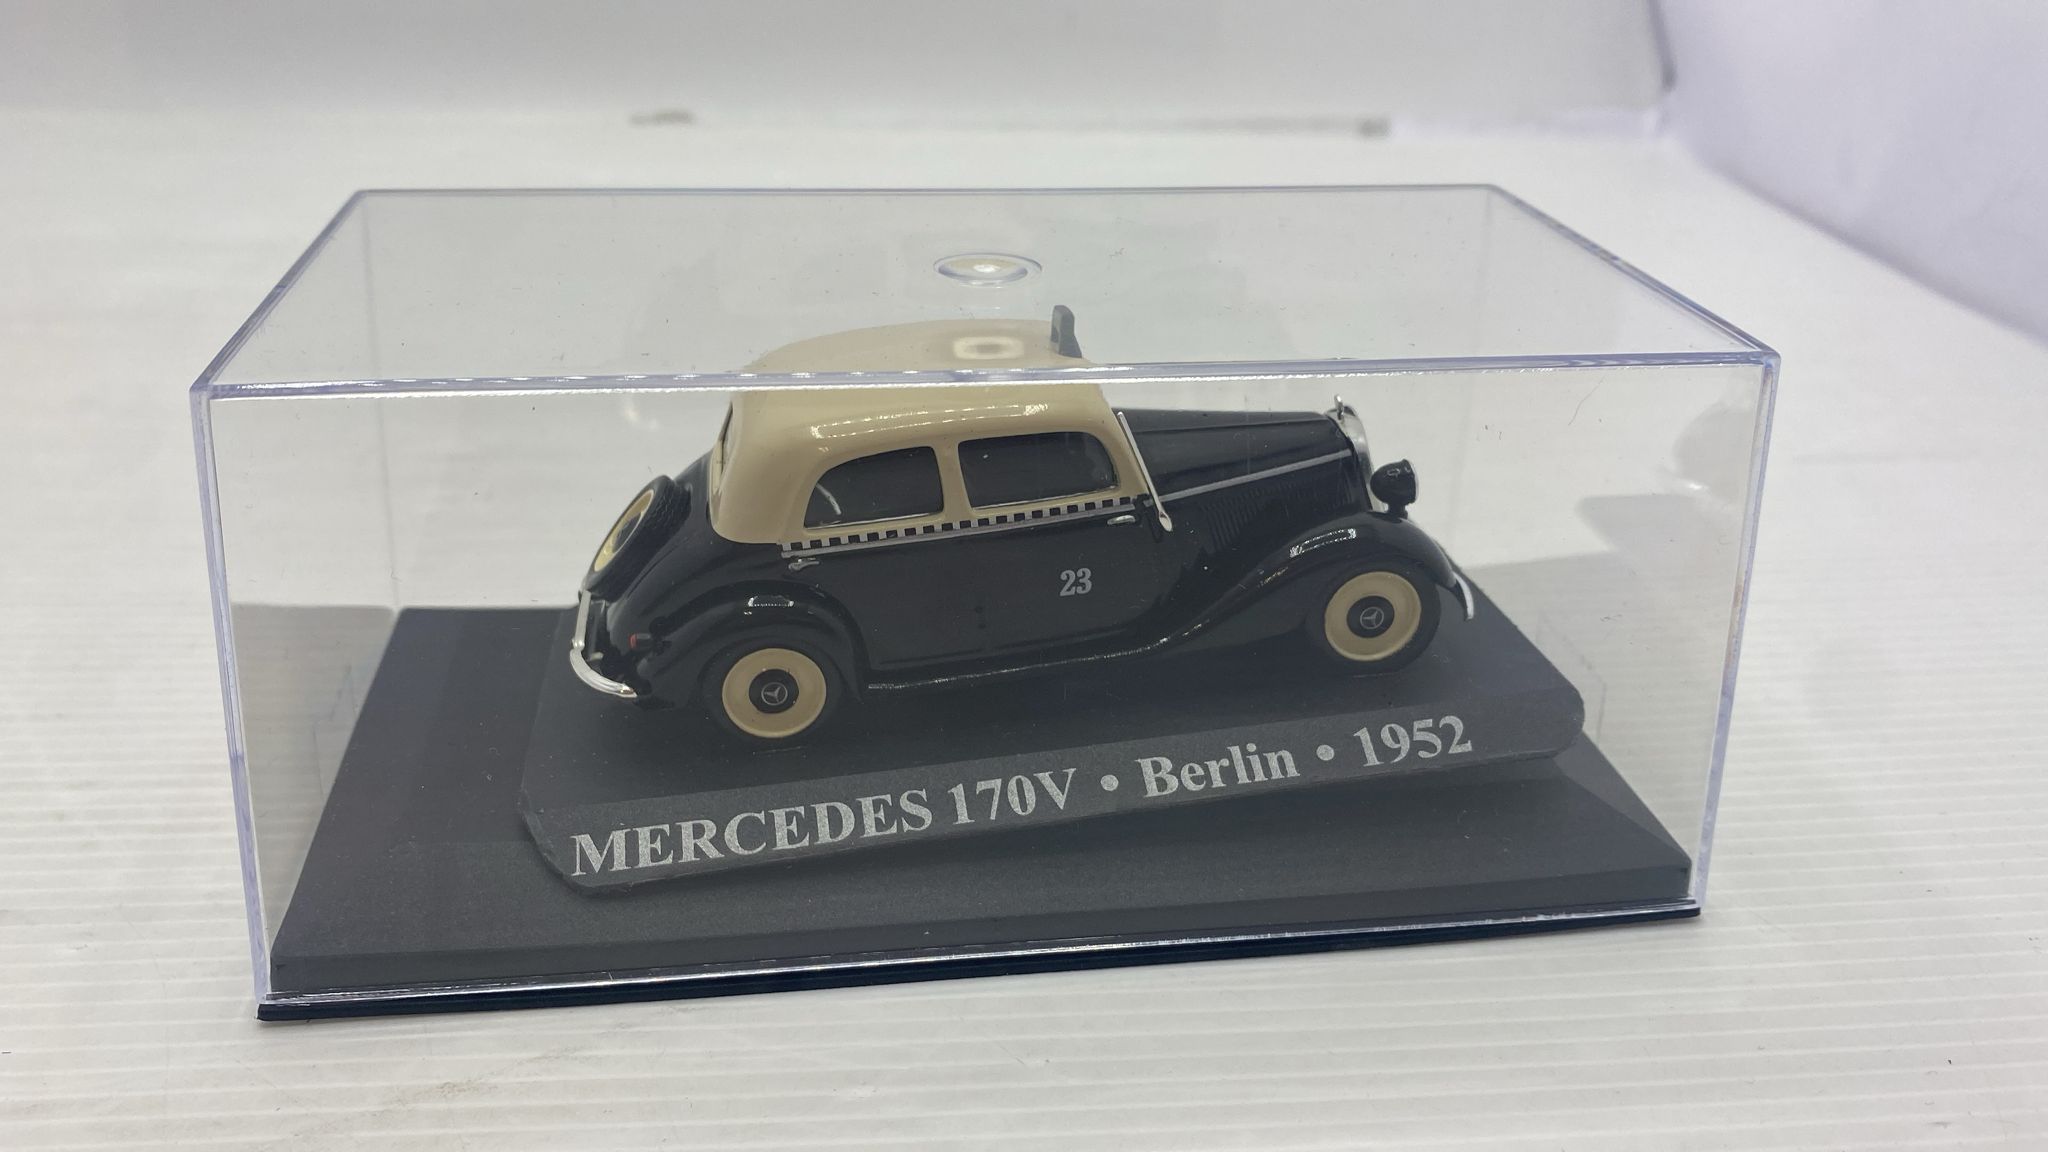 23
MERCEDES 170V • Berlin • 1952